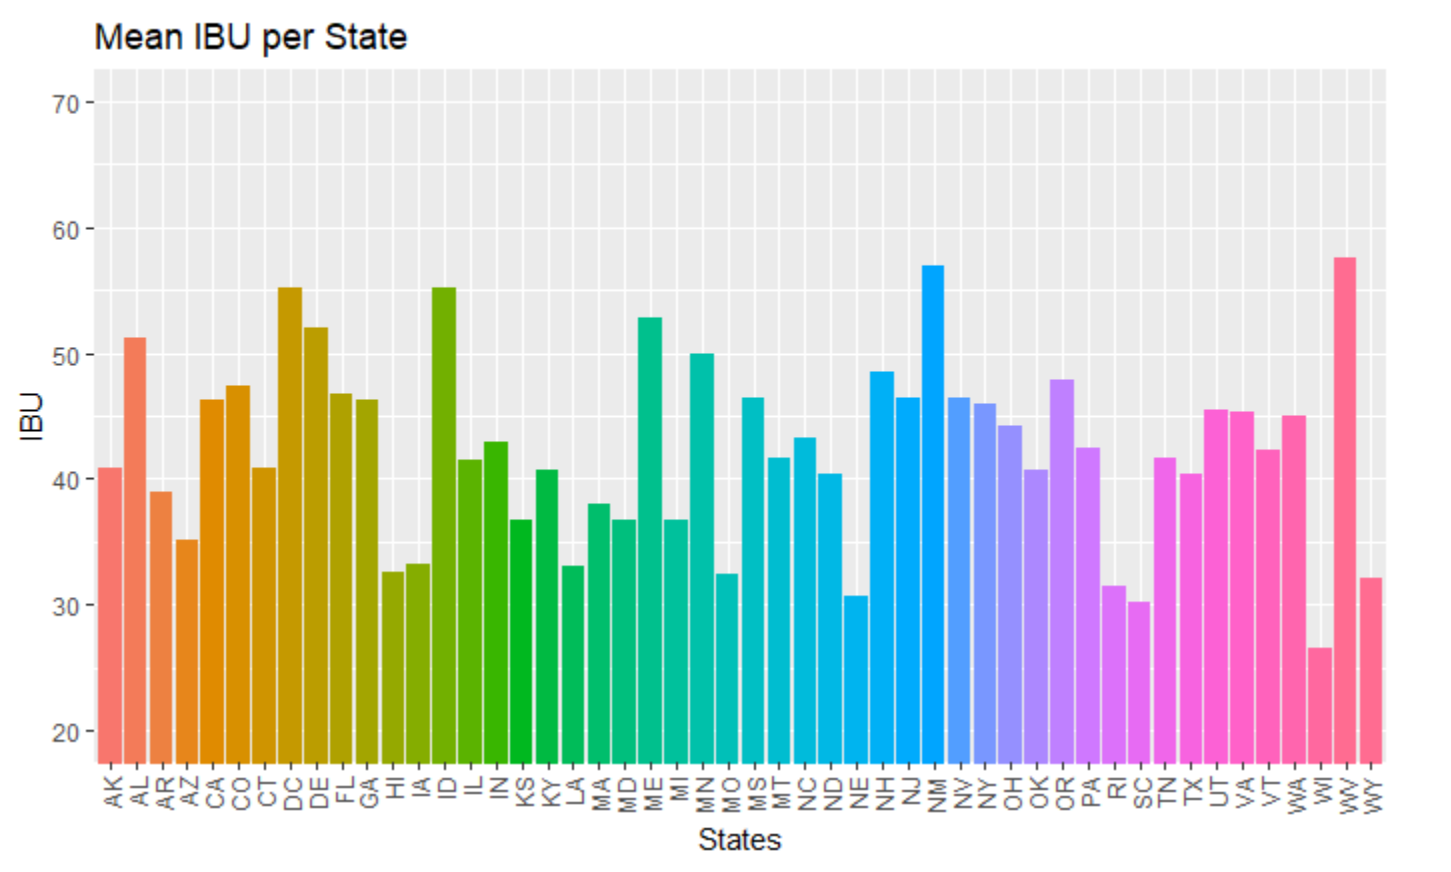 Mean IBU per State
70
60
50
40
30
20
IBU
AK AL AR AZ CA CO CT DC DE FL GA HI IA ID IL IN KS KY LA MA MD ME MI MN MO MS MT NC ND NE NH NJ NM NV NY OH OK OR PA RI SC TN TX UT VA VT WA WI WV WY
States